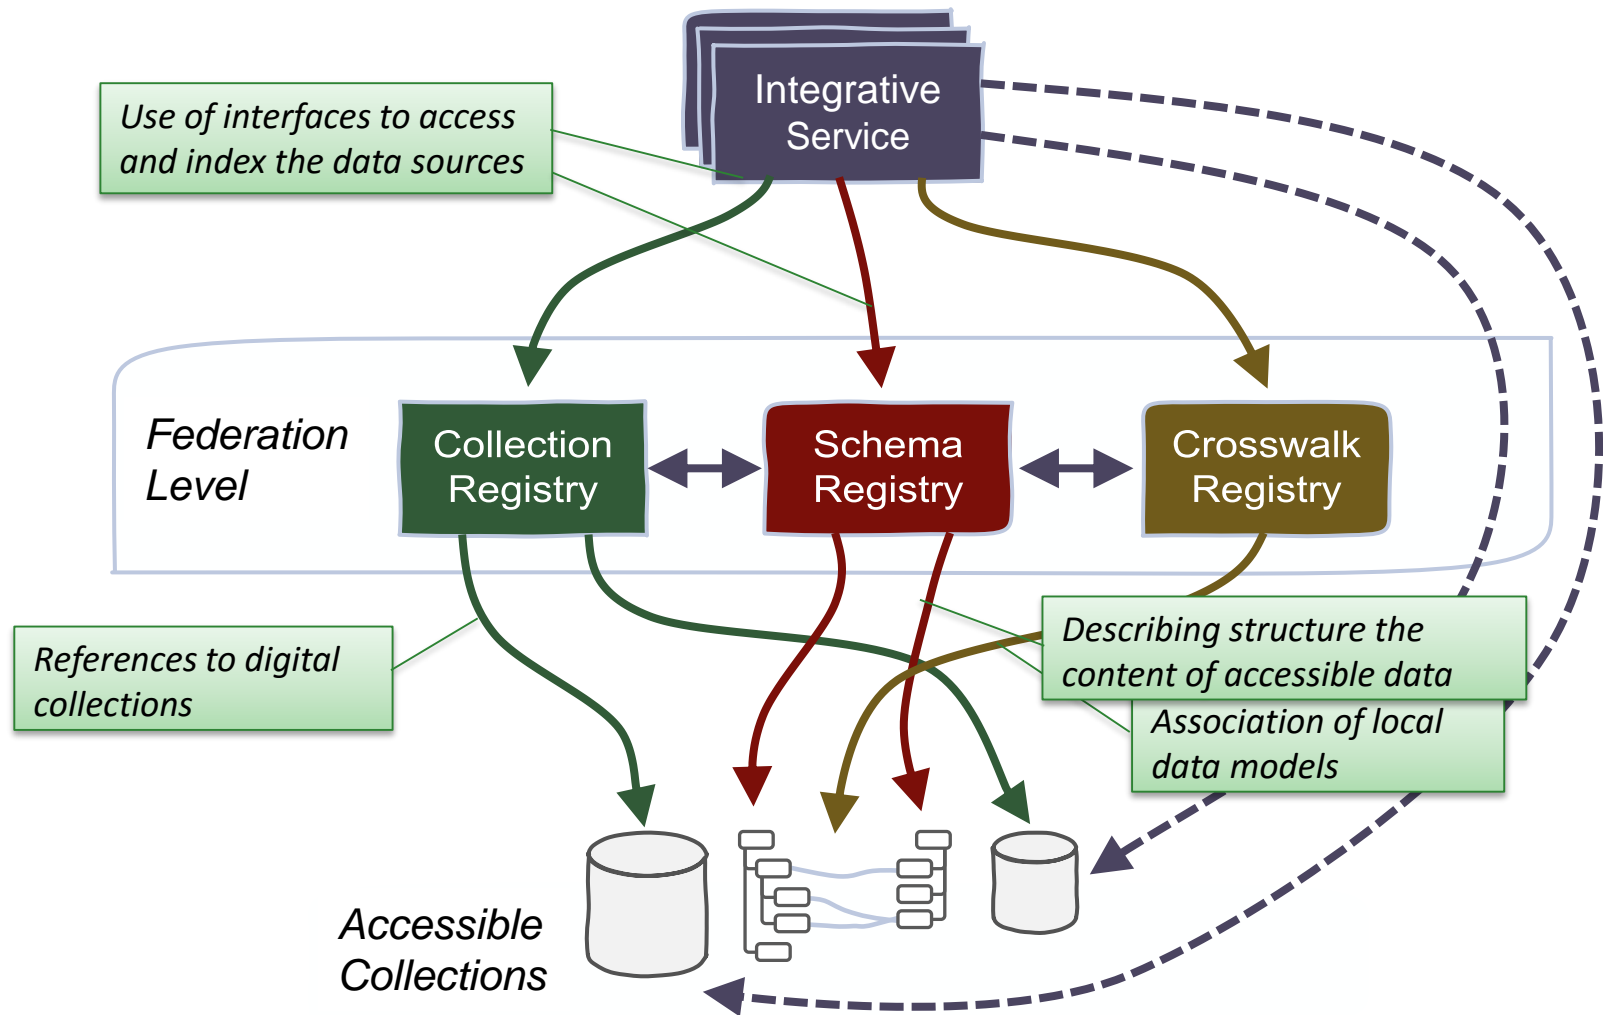 Integrative
Service
Use of interfaces to access
and index the data sources
Federation
Level
Collection
Registry
Schema
Registry
Crosswalk
Registry
References to digital
collections
Describing structure the
content of accessible data
Association of local
data models
Accessible
Collections